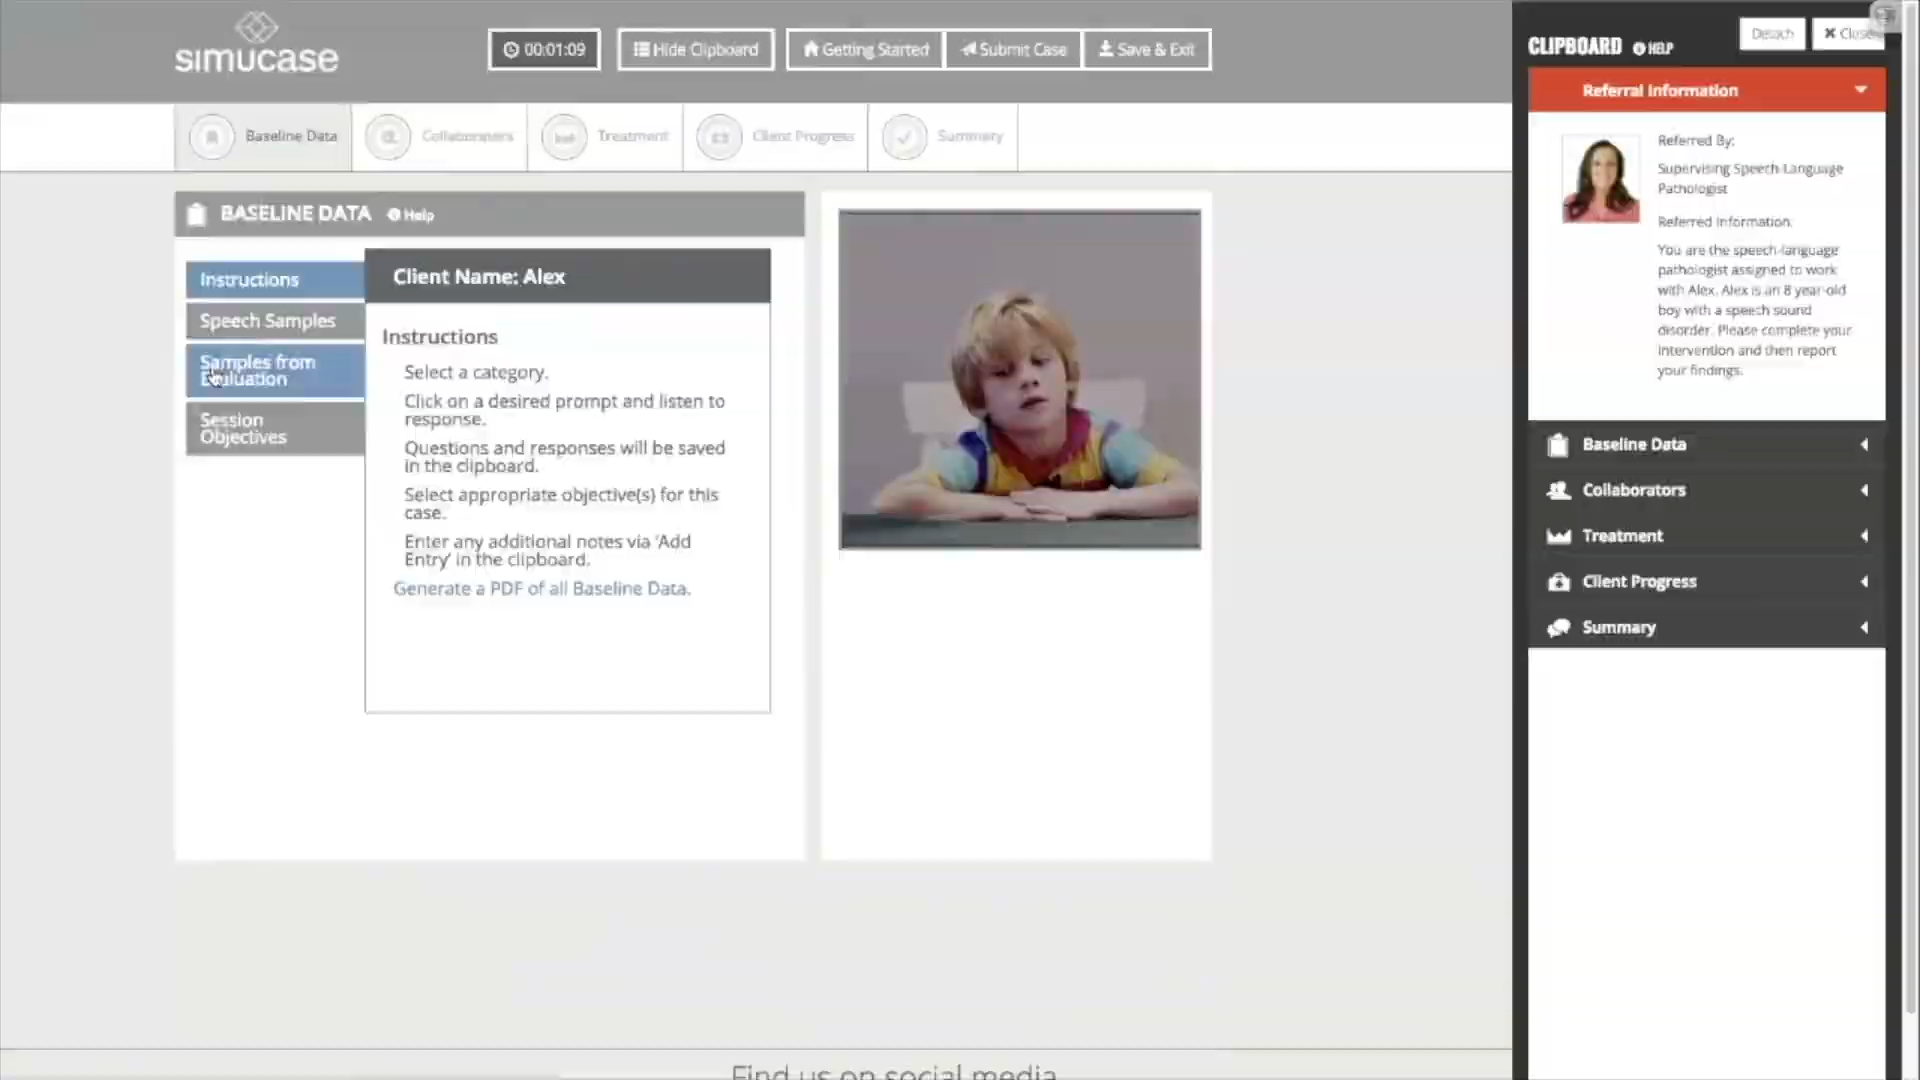 simucase
00:01:09
Hide Clipboard
Getting Started
Submit Case
Save & Exit
Baseline Data
Collaborators
Treatment
Client Progress
Summary
BASELINE DATA Help
Instructions
Speech Samples
Samples from
Evaluation
Session
Objectives
Client Name: Alex
Instructions
Select a category.
Click on a desired prompt and listen to
response.
Questions and responses will be saved
in the clipboard.
Select appropriate objective(s) for this
case.
Enter any additional notes via 'Add
Entry' in the clipboard.
Generate a PDF of all Baseline Data.
CLIPBOARD HELP
Detach
Close
Referral Information
Referred By:
Supervising Speech-Language
Pathologist
Referred Information:
You are the speech-language
pathologist assigned to work
with Alex. Alex is an 8 year-old
boy with a speech sound
disorder. Please complete your
intervention and then report
your findings.
Baseline Data
Collaborators
Treatment
Client Progress
Summary
Find us on social media